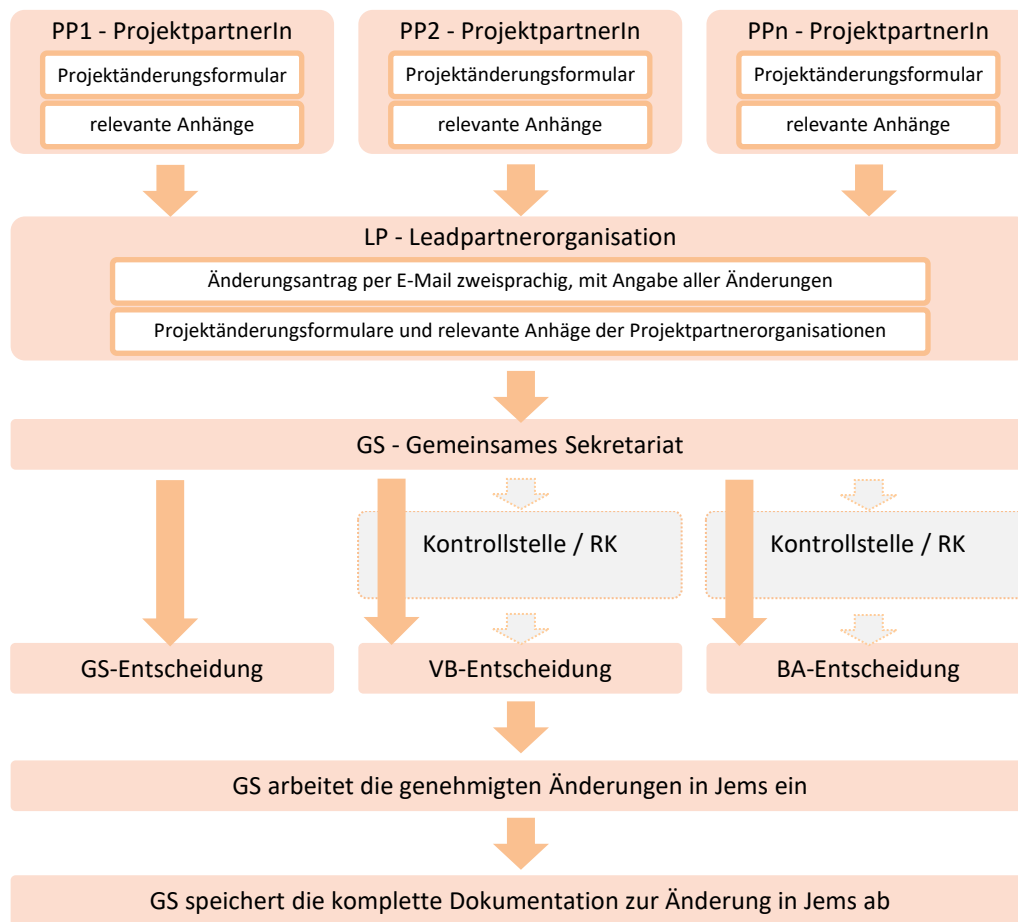 PP1 - ProjektpartnerIn
Projektänderungsformular
relevante Anhänge
PP2 - ProjektpartnerIn
Projektänderungsformular
relevante Anhänge
PPn - ProjektpartnerIn
Projektänderungsformular
relevante Anhänge
LP - Leadpartnerorganisation
Änderungsantrag per E-Mail zweisprachig, mit Angabe aller Änderungen
Projektänderungsformulare und relevante Anhäge der Projektpartnerorganisationen
GS - Gemeinsames Sekretariat
Kontrollstelle / RK
Kontrollstelle / RK
GS-Entscheidung
VB-Entscheidung
BA-Entscheidung
GS arbeitet die genehmigten Änderungen in Jems ein
GS speichert die komplette Dokumentation zur Änderung in Jems ab